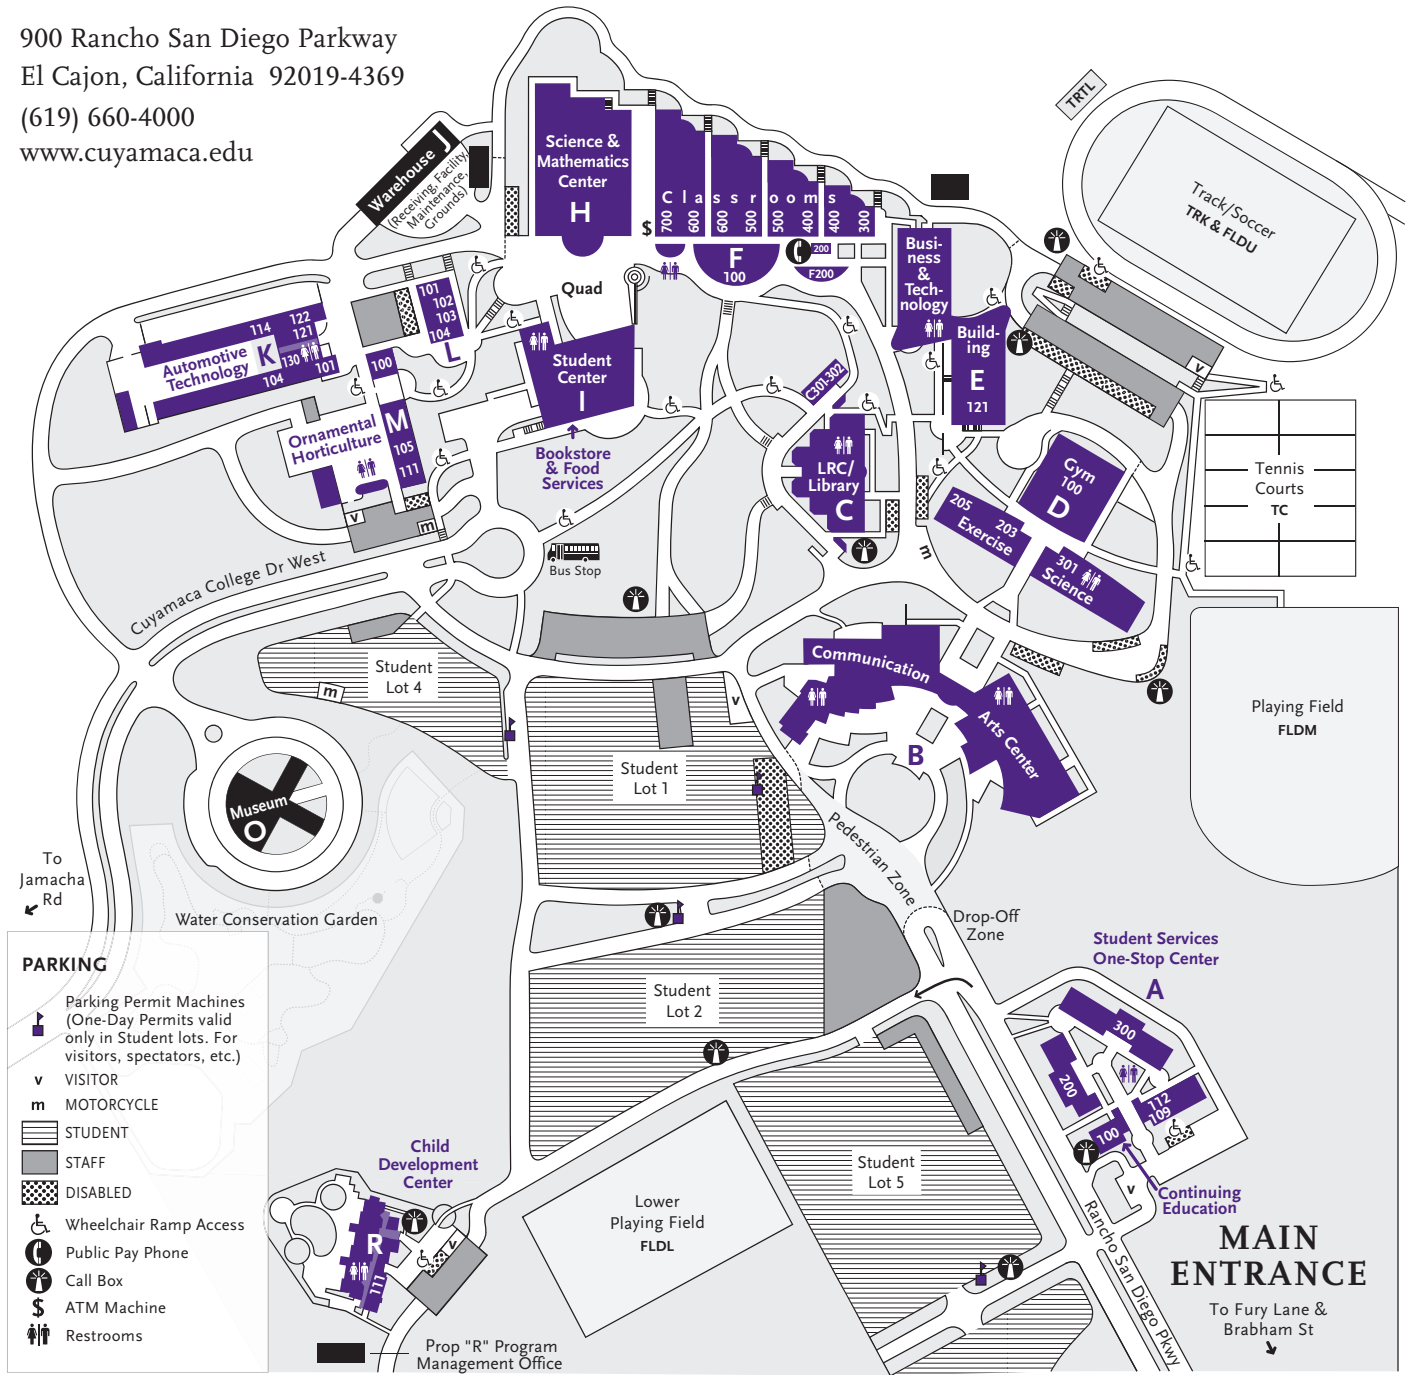 900 Rancho San Diego Parkway
El Cajon, California 92019-4369
(619) 660-4000
www.cuyamaca.edu
TRTL
Track/Soccer
TRK & FLDU
Warehouse J
(Receiving, Facility,
Maintenance,
Grounds)
Science &
Mathematics
Center
H
Classrooms
$
700
600
600
500
500
400
400
300
F
100
200
F200
Busi-
ness
&
Tech-
nology
Build-
ing
E
121
Quad
101
102
103
104
L
114
122
121
Automotive
Technology
K
130
101
104
100
M
Ornamental
Horticulture
105
111
v
m
Student
Center
I
Bookstore
& Food
Services
C301-302
LRC/
Library
C
m
Gym
100
D
205
203
Exercise
301
Science
v
Tennis
Courts
TC
Bus Stop
Cuyamaca College Dr West
Student
Lot 4
m
v
Student
Lot 1
Communication
Arts Center
B
Playing Field
FLDM
Museum
O
Pedestrian Zone
To
Jamacha
Rd
Water Conservation Garden
Drop-Off
Zone
Student Services
One-Stop Center
A
300
200
112
109
100
v
Continuing
Education
Student
Lot 2
Student
Lot 5
Lower
Playing Field
FLDL
Child
Development
Center
R
111
v
Prop "R" Program
Management Office
Rancho San Diego Pkwy
MAIN
ENTRANCE
To Fury Lane &
Brabham St
PARKING
Parking Permit Machines
(One-Day Permits valid
only in Student lots. For
visitors, spectators, etc.)
v VISITOR
m MOTORCYCLE
STUDENT
STAFF
DISABLED
Wheelchair Ramp Access
Public Pay Phone
Call Box
$ ATM Machine
Restrooms